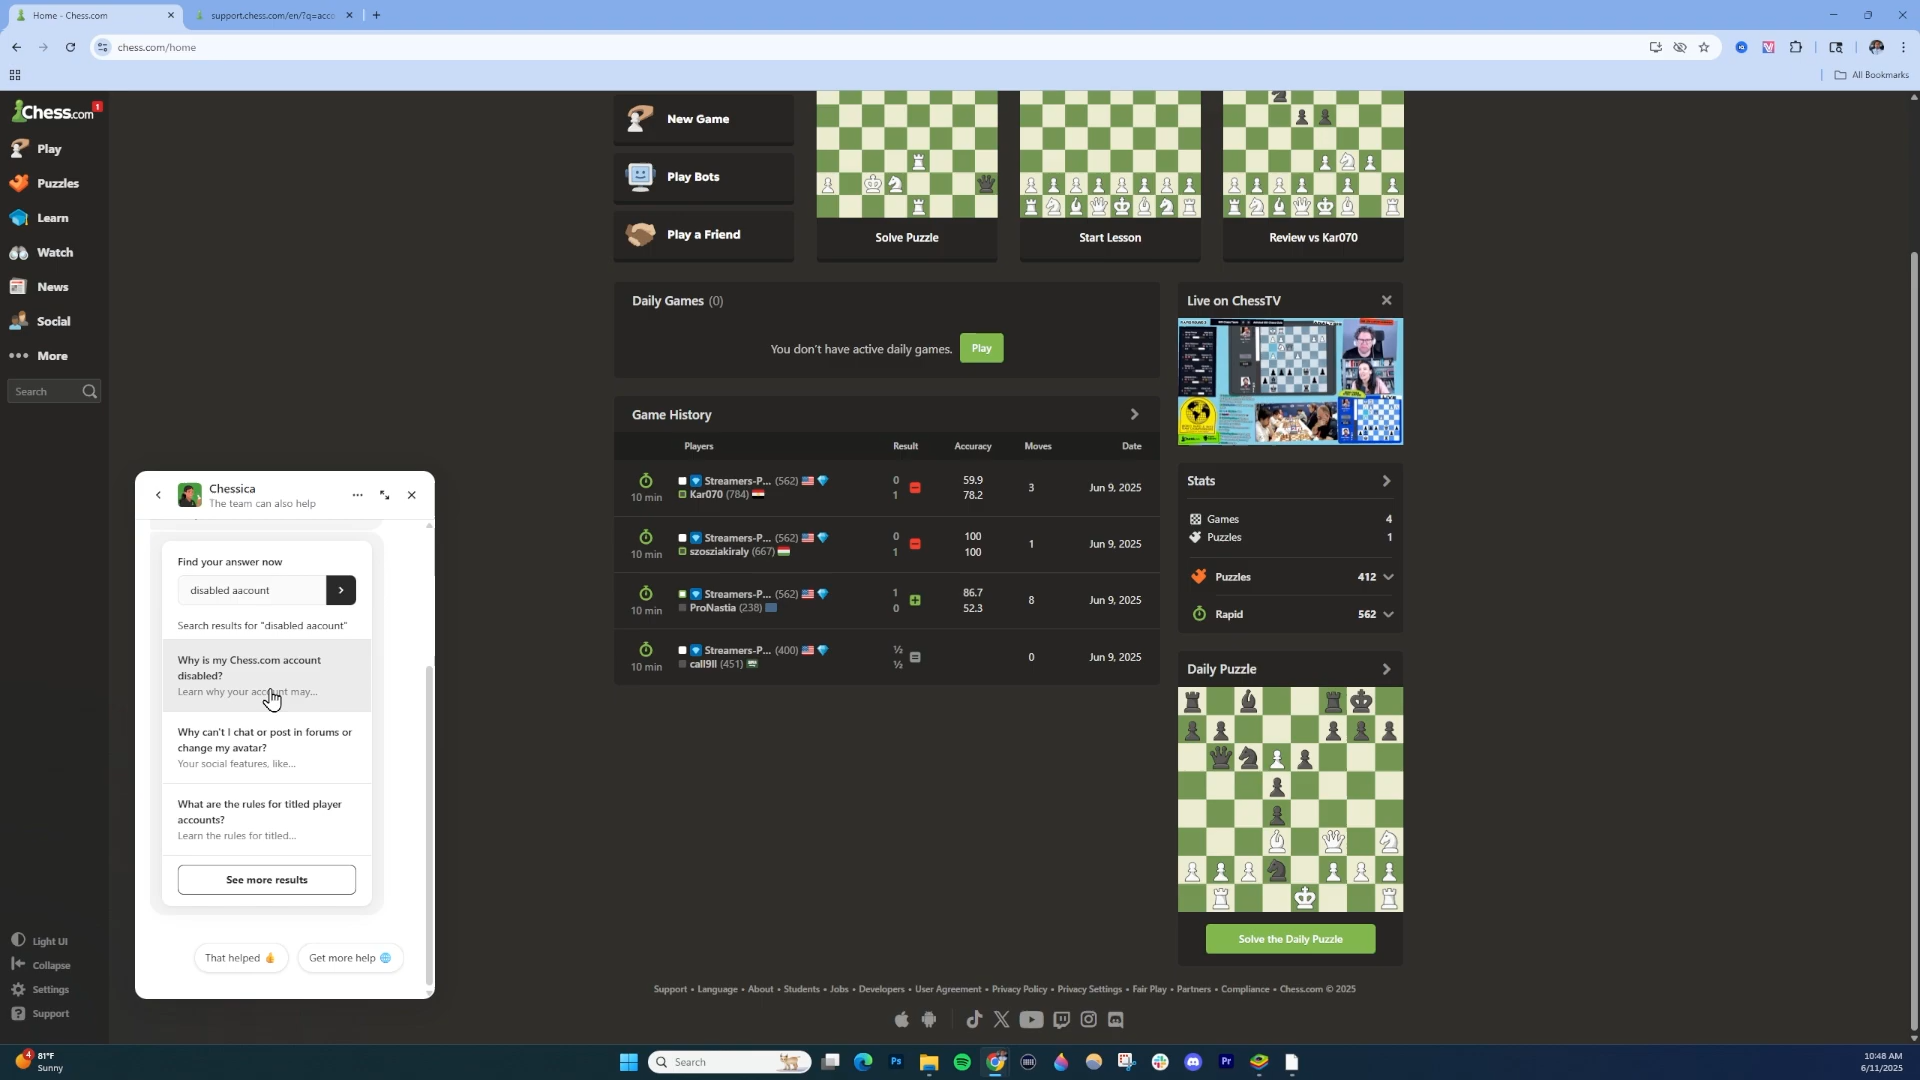 Home - Chess.com
support.chess.com/en/?q=acco
chess.com/home
All Bookmarks
Chess.com
1
Play
Puzzles
Learn
Watch
News
Social
More
Search
New Game
Play Bots
Play a Friend
Solve Puzzle
Start Lesson
Review vs Kar070
Daily Games (0)
You don't have active daily games.
Play
Game History
Players
Result
Accuracy
Moves
Date
10 min
Streamers-P... (562)
Kar070 (784)
0
1
59.9
78.2
3
Jun 9, 2025
10 min
Streamers-P... (562)
szosziakiraly (667)
0
1
100
100
1
Jun 9, 2025
10 min
Streamers-P... (562)
ProNastia (238)
1
0
86.7
52.3
8
Jun 9, 2025
10 min
Streamers-P... (400)
call9ll (451)
½
½
0
Jun 9, 2025
Live on ChessTV
Stats
Games
4
Puzzles
1
Puzzles
412
Rapid
562
Daily Puzzle
Solve the Daily Puzzle
Chessica
The team can also help
Find your answer now
disabled aacount
Search results for "disabled aacount"
Why is my Chess.com account
disabled?
Learn why your account may...
Why can't I chat or post in forums or
change my avatar?
Your social features, like...
What are the rules for titled player
accounts?
Learn the rules for titled...
See more results
That helped 👍
Get more help 🌐
Light UI
Collapse
Settings
Support
Support • Language • About • Students • Jobs • Developers • User Agreement • Privacy Policy • Privacy Settings • Fair Play • Partners • Compliance • Chess.com © 2025
4
81°F
Sunny
Search
Ps
Pr
10:48 AM
6/11/2025